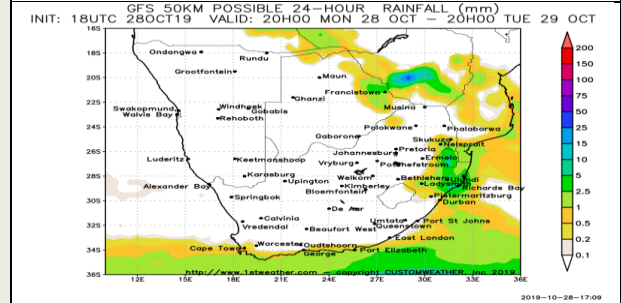 GFS 50KM POSSIBLE 24-HOUR RAINFALL (mm)
INIT: 18UTC 28OCT19 VALID: 20H00 MON 28 OCT – 20H00 TUE 29 OCT
16S
18S
20S
22S
24S
26S
28S
30S
32S
34S
36S
Ondangwa
Rundu
Grootfontein
Maun
Francistown
Ghanzi
Musina
Windhoek
Gobabis
Swakopmund
Walvis Bay
Rehoboth
Polokwane
Phalaborwa
Gaborone
Skukuza
Nelspruit
Johannesburg
Pretoria
Ermelo
Luderitz
Keetmanshoop
Vryburg
Potchefstroom
Karasburg
Upington
Welkom
Bethlehem
Ulundi
Alexander Bay
Kimberley
Ladysmith
Richards Bay
Bloemfontein
Springbok
Pietermaritzburg
Durban
De Aar
Calvinia
Umtata
Port St Johns
Vredendal
Queenstown
Beaufort West
East London
Cape Town
Worcester
Oudtshoorn
George
Port Elizabeth
http://www.1stweather.com – copyright CUSTOMWEATHER, Inc 2019
12E 15E 18E 21E 24E 27E 30E 33E 36E
200
150
100
75
50
25
15
10
5
2.5
1
0.5
0.2
0.1
2019-10-28-17:09